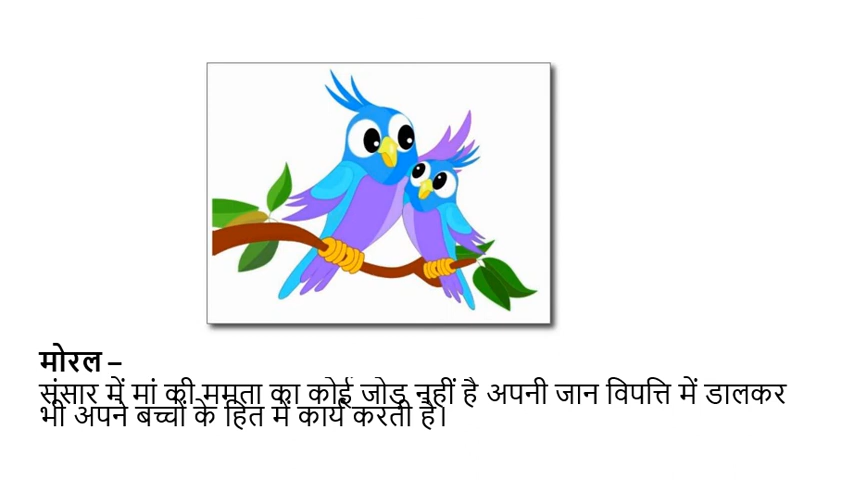 मोरल –
संसार में मां की ममता का कोई जोड़ नहीं है अपनी जान विपत्ति में डालकर
भी अपने बच्चों के हित में कार्य करती है।